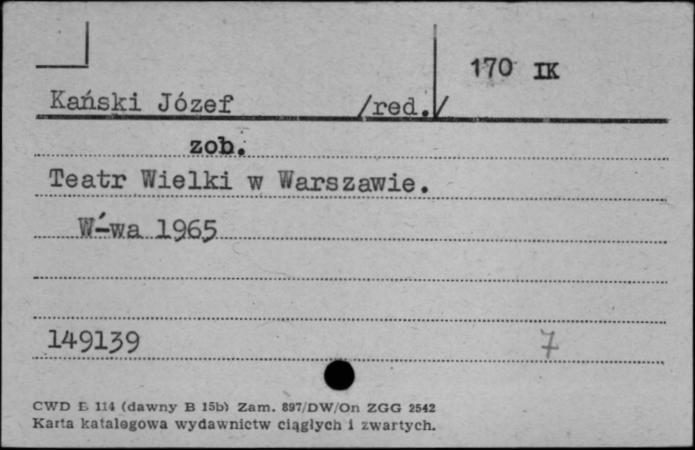 170 IK
Kański Józef /red./
zob.
Teatr Wielki w Warszawie.
W-wa 1965
149139 7
CWD E 114 (dawny B 15b) Zam. 897/DW/On ZGG 2542
Karta katalogowa wydawnictw ciągłych i zwartych.